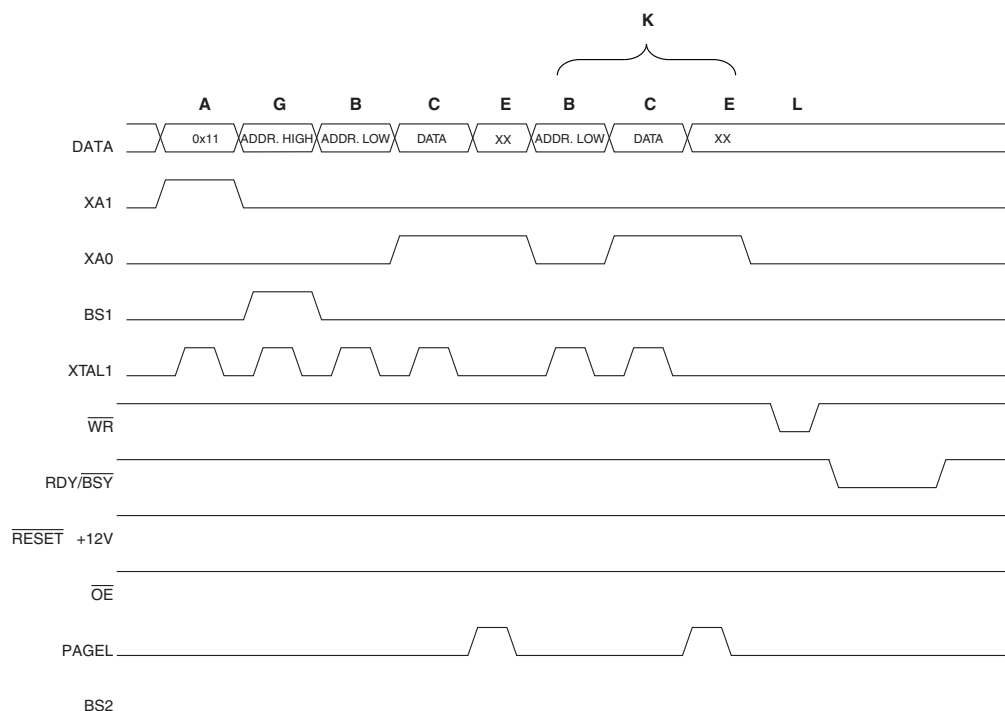 K
A G B C E B C E L
DATA 0x11 ADDR. HIGH ADDR. LOW DATA XX ADDR. LOW DATA XX
XA1
XA0
BS1
XTAL1
WR
RDY/BSY
RESET +12V
OE
PAGEL
BS2